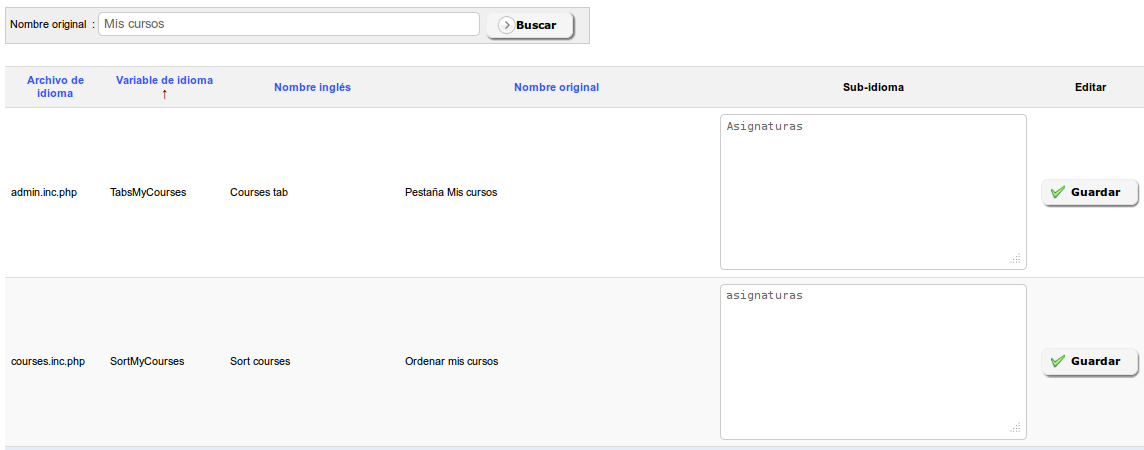 Nombre original : Mis cursos Buscar
Archivo de idioma Variable de idioma ↑ Nombre inglés Nombre original Sub-idioma Editar
admin.inc.php TabsMyCourses Courses tab Pestaña Mis cursos Asignaturas Guardar
courses.inc.php SortMyCourses Sort courses Ordenar mis cursos asignaturas Guardar